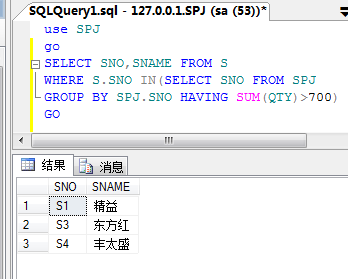 SQLQuery1.sql - 127.0.0.1.SPJ (sa (53))*
use SPJ
go
SELECT SNO,SNAME FROM S
WHERE S.SNO IN(SELECT SNO FROM SPJ
GROUP BY SPJ.SNO HAVING SUM(QTY)>700)
GO
结果 消息
SNO SNAME
1 S1 精益
2 S3 东方红
3 S4 丰太盛